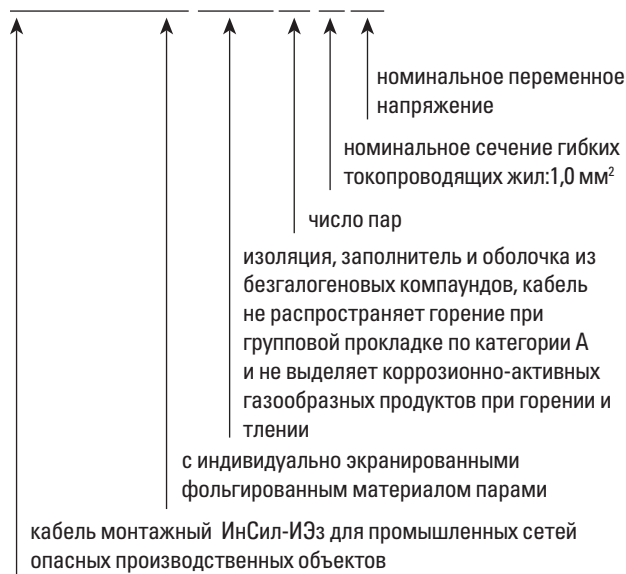 номинальное переменное
напряжение
номинальное сечение гибких
токопроводящих жил:1,0 мм²
число пар
изоляция, заполнитель и оболочка из
безгалогеновых компаундов, кабель
не распространяет горение при
групповой прокладке по категории А
и не выделяет коррозионно-активных
газообразных продуктов при горении и
тлении
с индивидуально экранированными
фольгированным материалом парами
кабель монтажный ИнСил-ИЭз для промышленных сетей
опасных производственных объектов